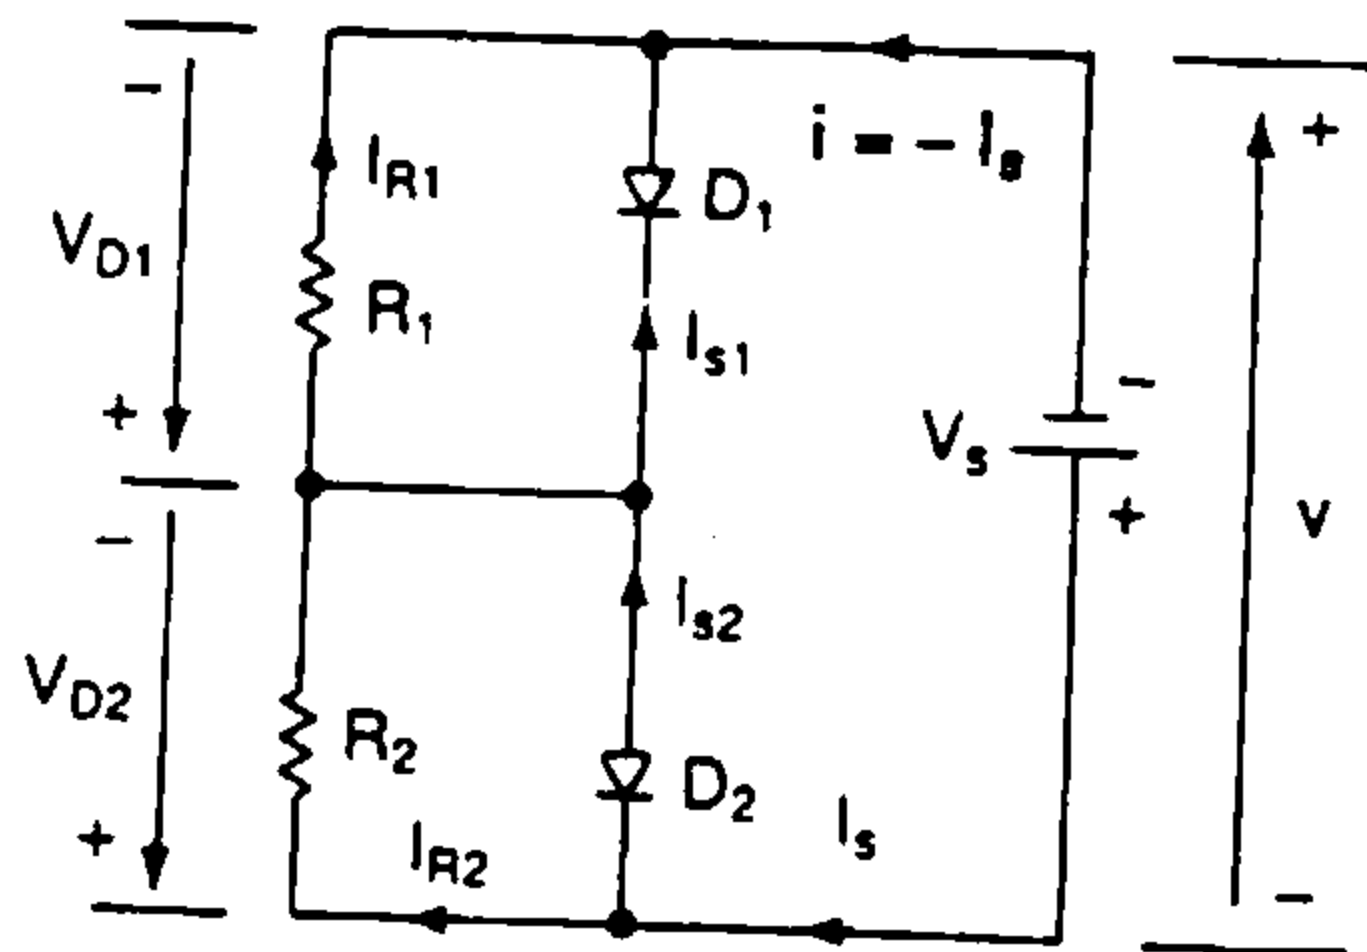 −
I_R1
i = − I_s
+
D_1
V_D1
R_1
I_s1
−
+
V_s
+
v
−
I_s2
V_D2
R_2
D_2
+
I_R2
I_s
−